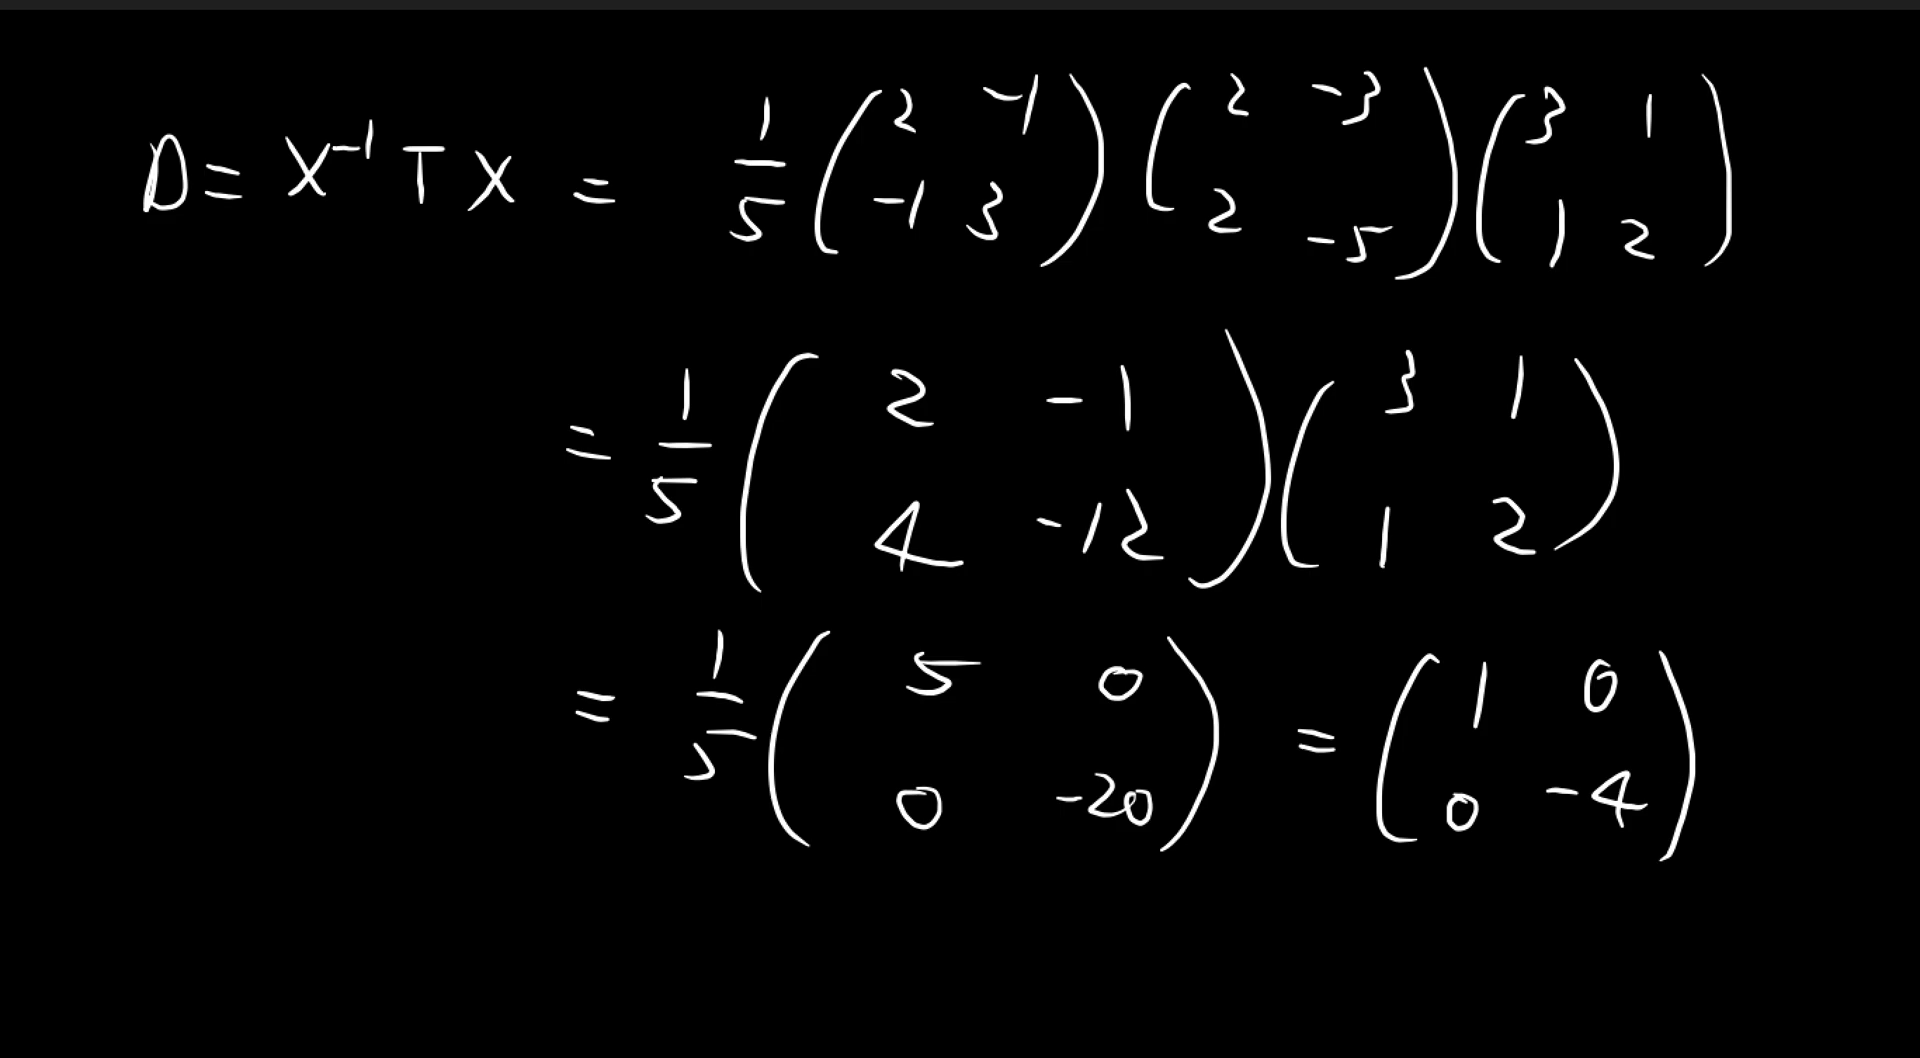 D = X⁻¹ T X = 1/5 (2 -1; -1 3) (2 -3; 2 -5) (3 1; 1 2)
= 1/5 (2 -1; 4 -12) (3 1; 1 2)
= 1/5 (5 0; 0 -20) = (1 0; 0 -4)